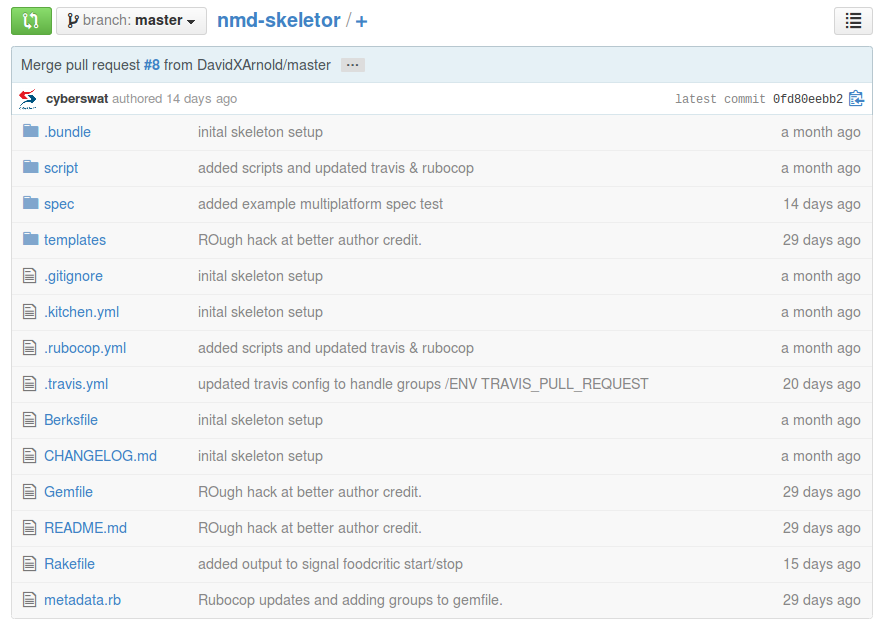 branch: master nmd-skeletor / +
Merge pull request #8 from DavidXArnold/master ...
cyberswat authored 14 days ago latest commit 0fd80eebb2
.bundle inital skeleton setup a month ago
script added scripts and updated travis & rubocop a month ago
spec added example multiplatform spec test 14 days ago
templates ROugh hack at better author credit. 29 days ago
.gitignore inital skeleton setup a month ago
.kitchen.yml inital skeleton setup a month ago
.rubocop.yml added scripts and updated travis & rubocop a month ago
.travis.yml updated travis config to handle groups /ENV TRAVIS_PULL_REQUEST 20 days ago
Berksfile inital skeleton setup a month ago
CHANGELOG.md inital skeleton setup a month ago
Gemfile ROugh hack at better author credit. 29 days ago
README.md ROugh hack at better author credit. 29 days ago
Rakefile added output to signal foodcritic start/stop 15 days ago
metadata.rb Rubocop updates and adding groups to gemfile. 29 days ago